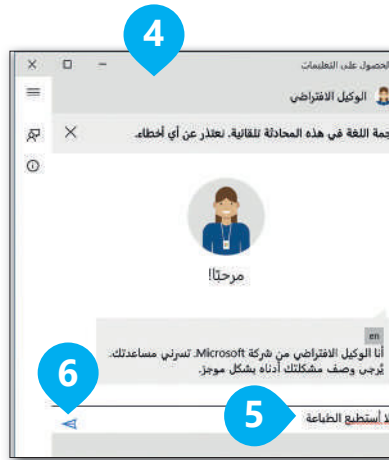 4
الحصول على التعليمات
الوكيل الافتراضي
جمة اللغة في هذه المحادثة تلقائية. نعتذر عن أي أخطاء.
مرحبًا!
en
أنا الوكيل الافتراضي من شركة Microsoft. تسرني مساعدتك.
يُرجى وصف مشكلتك أدناه بشكل موجز.
6
5
لا أستطيع الطباعة